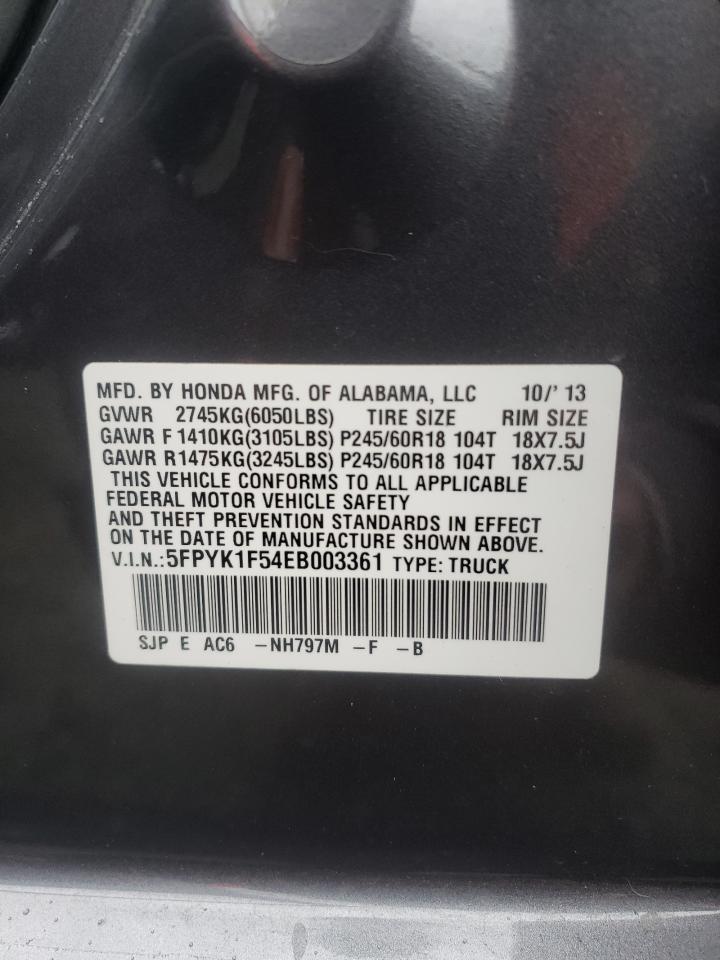 MFD. BY HONDA MFG. OF ALABAMA, LLC 10/'13
GVWR 2745KG(6050LBS) TIRE SIZE RIM SIZE
GAWR F 1410KG(3105LBS) P245/60R18 104T 18X7.5J
GAWR R1475KG(3245LBS) P245/60R18 104T 18X7.5J
THIS VEHICLE CONFORMS TO ALL APPLICABLE
FEDERAL MOTOR VEHICLE SAFETY
AND THEFT PREVENTION STANDARDS IN EFFECT
ON THE DATE OF MANUFACTURE SHOWN ABOVE.
V.I.N.:5FPYK1F54EB003361 TYPE: TRUCK
SJP E AC6 -NH797M -F -B